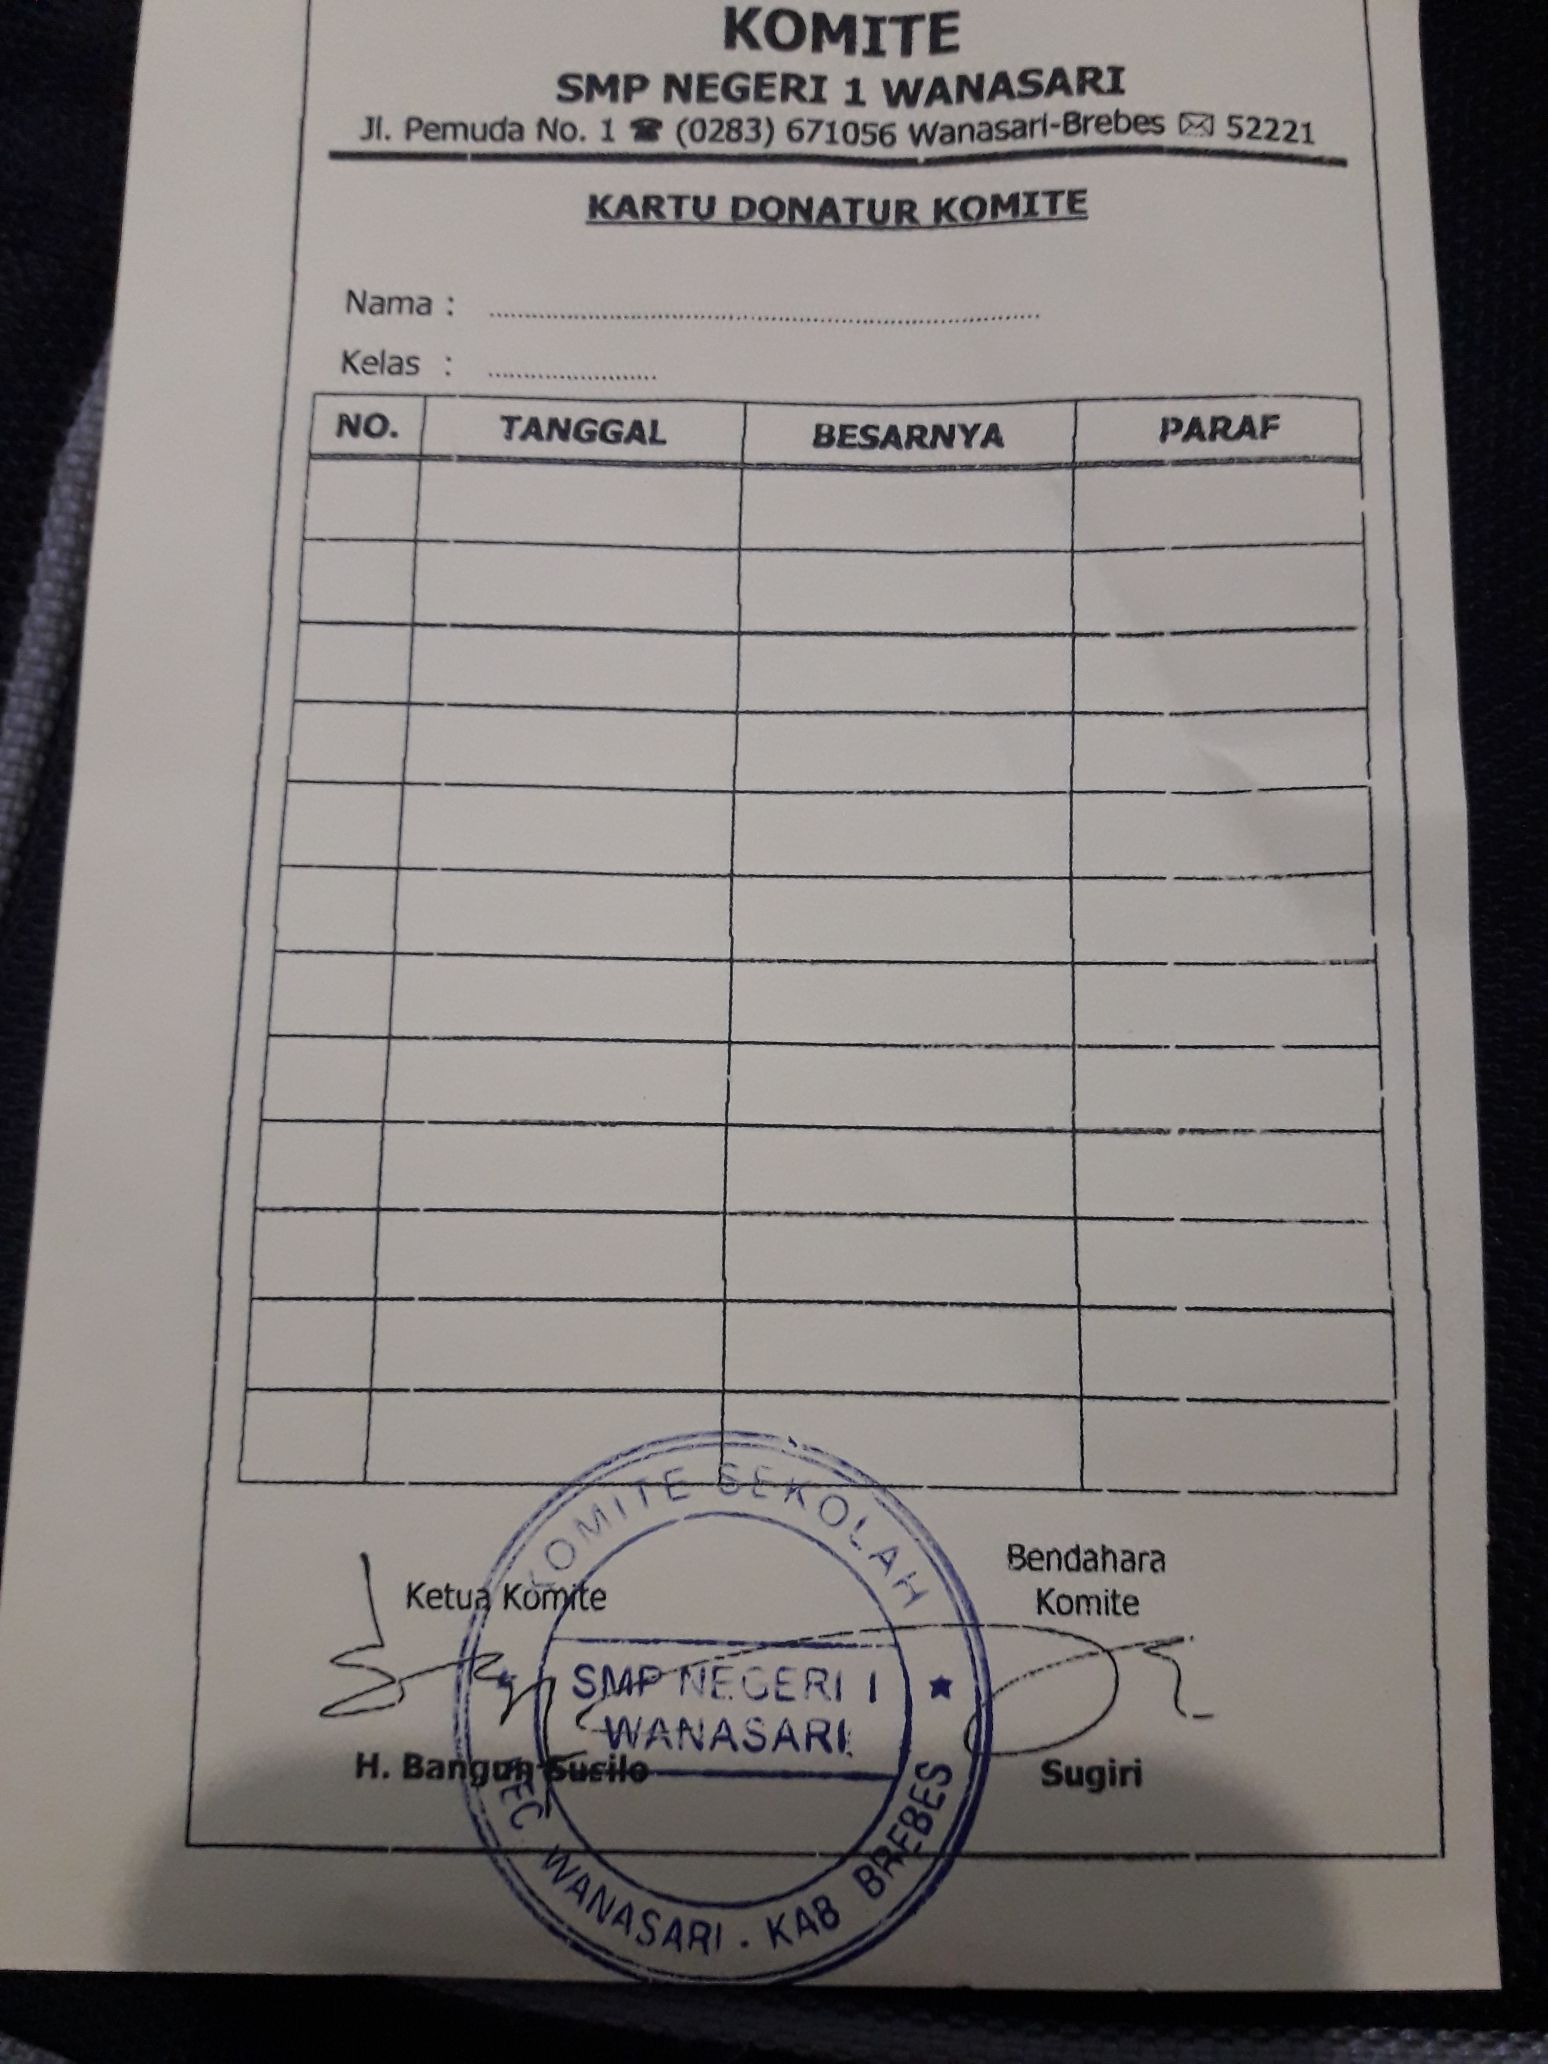 KOMITE
SMP NEGERI 1 WANASARI
Jl. Pemuda No. 1 ☎ (0283) 671056 Wanasari-Brebes ✉ 52221
KARTU DONATUR KOMITE
Nama : ........................................................
Kelas : ......................
NO. TANGGAL BESARNYA PARAF
Ketua Komite
Bendahara
Komite
H. Bangun Susilo
Sugiri
KOMITE SEKOLAH
SMP NEGERI I
WANASARI
KEC WANASARI . KAB BREBES